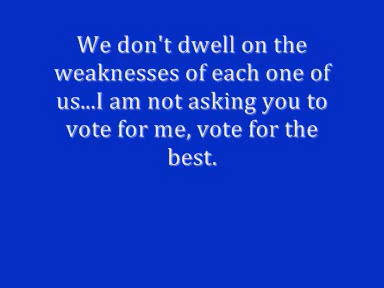 We don't dwell on the
weaknesses of each one of
us...I am not asking you to
vote for me, vote for the
best.